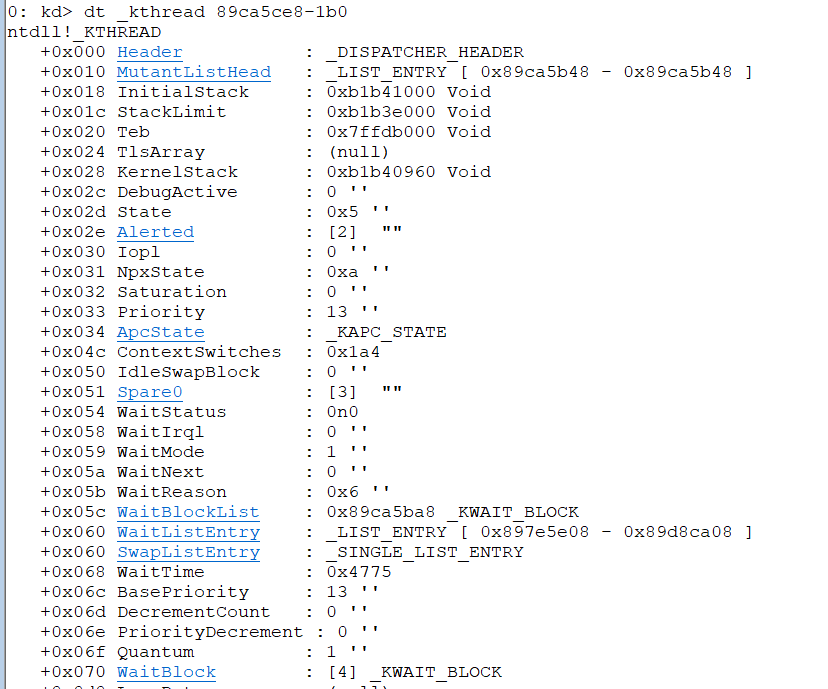 0: kd> dt _kthread 89ca5ce8-1b0
ntdll!_KTHREAD
+0x000 Header : _DISPATCHER_HEADER
+0x010 MutantListHead : _LIST_ENTRY [ 0x89ca5b48 - 0x89ca5b48 ]
+0x018 InitialStack : 0xb1b41000 Void
+0x01c StackLimit : 0xb1b3e000 Void
+0x020 Teb : 0x7ffdb000 Void
+0x024 TlsArray : (null)
+0x028 KernelStack : 0xb1b40960 Void
+0x02c DebugActive : 0 ''
+0x02d State : 0x5 ''
+0x02e Alerted : [2] ""
+0x030 Iopl : 0 ''
+0x031 NpxState : 0xa ''
+0x032 Saturation : 0 ''
+0x033 Priority : 13 ''
+0x034 ApcState : _KAPC_STATE
+0x04c ContextSwitches : 0x1a4
+0x050 IdleSwapBlock : 0 ''
+0x051 Spare0 : [3] ""
+0x054 WaitStatus : 0n0
+0x058 WaitIrql : 0 ''
+0x059 WaitMode : 1 ''
+0x05a WaitNext : 0 ''
+0x05b WaitReason : 0x6 ''
+0x05c WaitBlockList : 0x89ca5ba8 _KWAIT_BLOCK
+0x060 WaitListEntry : _LIST_ENTRY [ 0x897e5e08 - 0x89d8ca08 ]
+0x060 SwapListEntry : _SINGLE_LIST_ENTRY
+0x068 WaitTime : 0x4775
+0x06c BasePriority : 13 ''
+0x06d DecrementCount : 0 ''
+0x06e PriorityDecrement : 0 ''
+0x06f Quantum : 1 ''
+0x070 WaitBlock : [4] _KWAIT_BLOCK